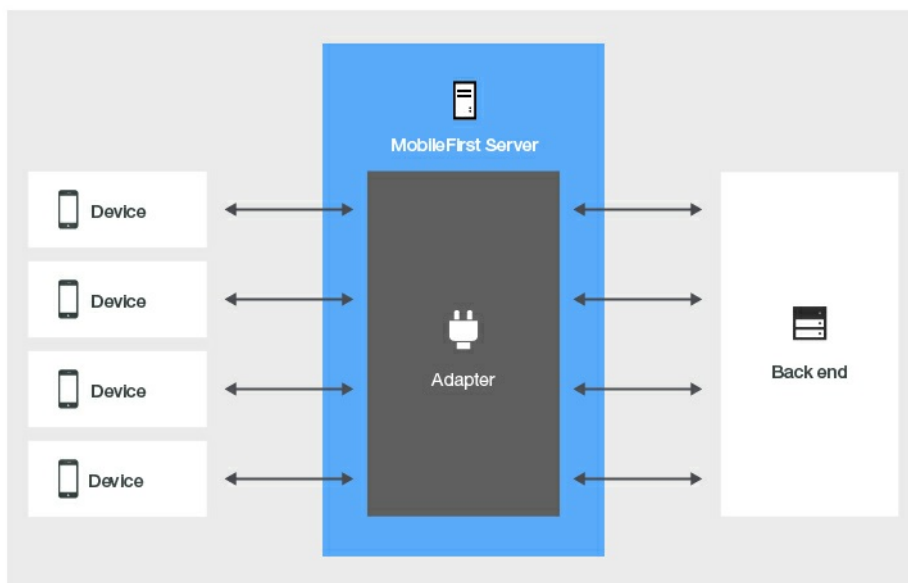 MobileFirst Server
Device
Device
Device
Device
Adapter
Back end